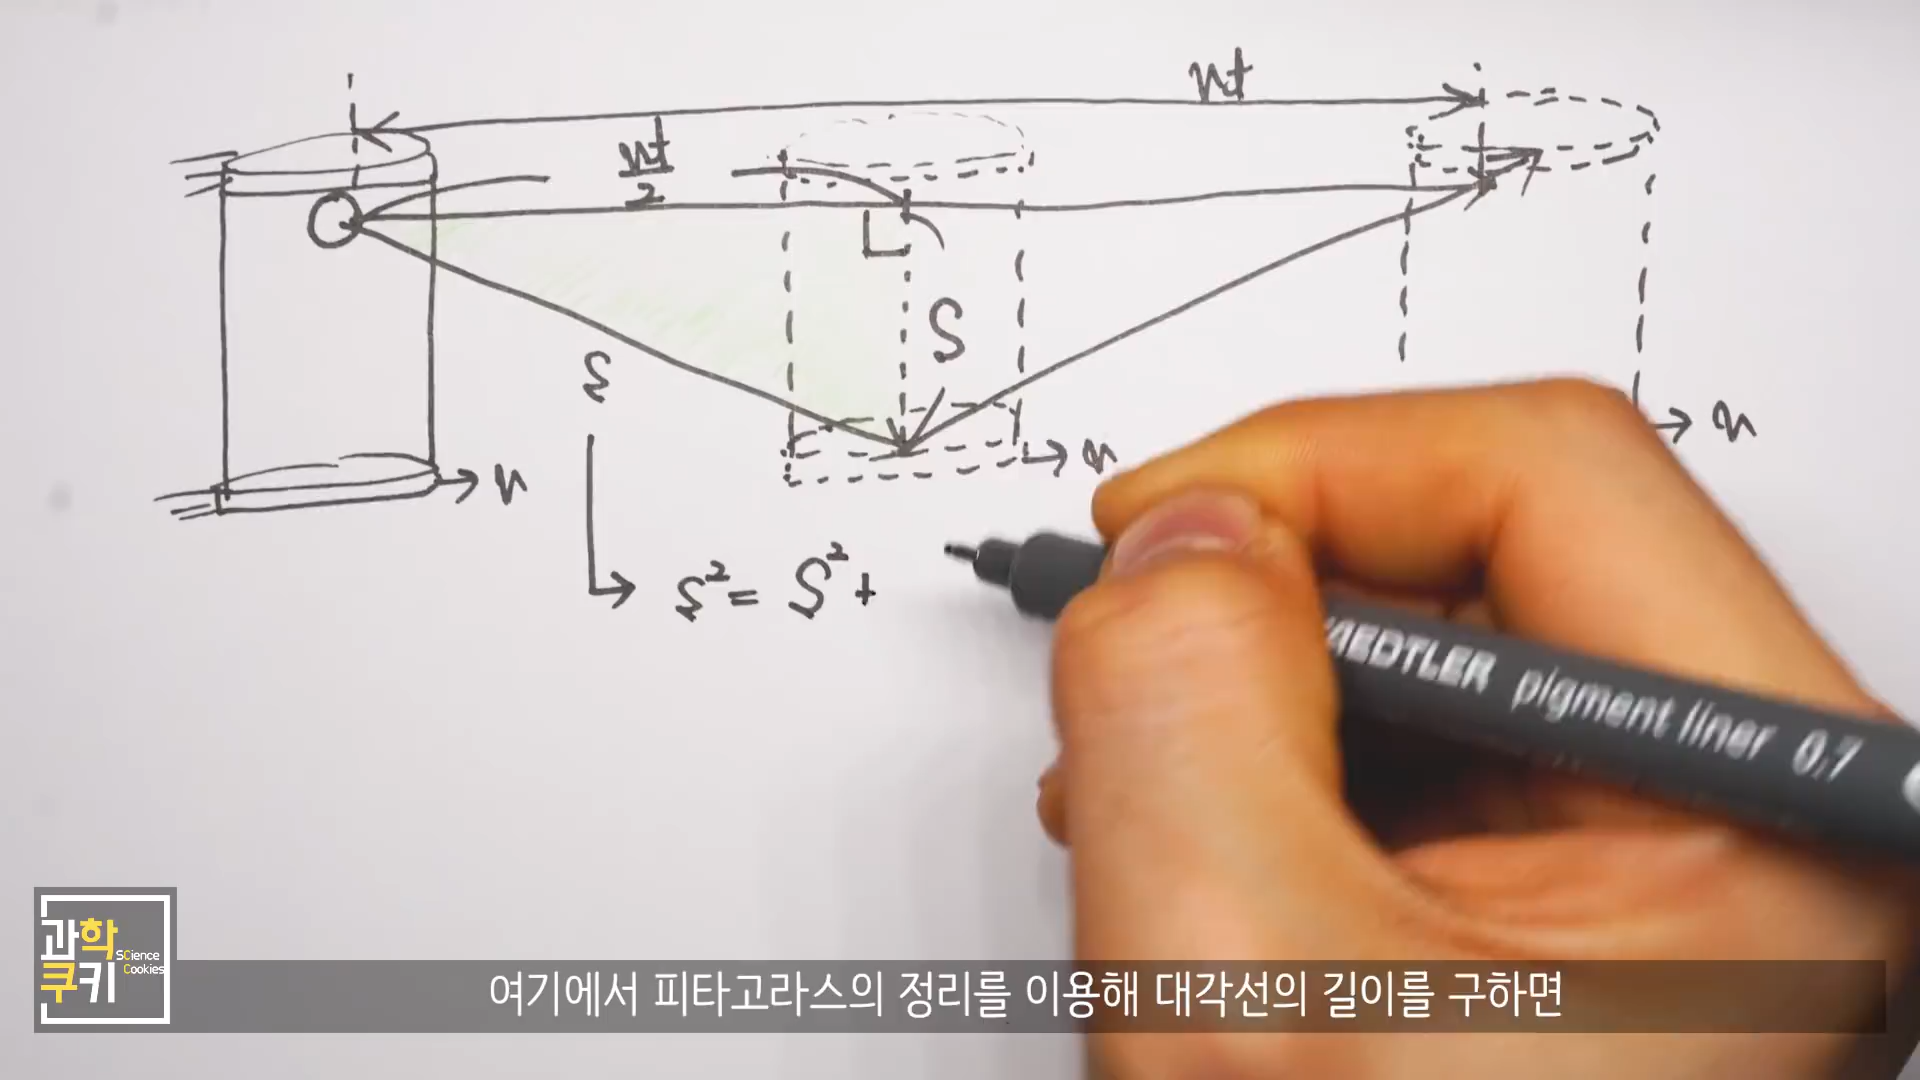 vt
vt
2
S
s
v
v
v
s² = S² +
STAEDTLER pigment liner 0,7
과학
쿠키
Science
Cookies
여기에서 피타고라스의 정리를 이용해 대각선의 길이를 구하면